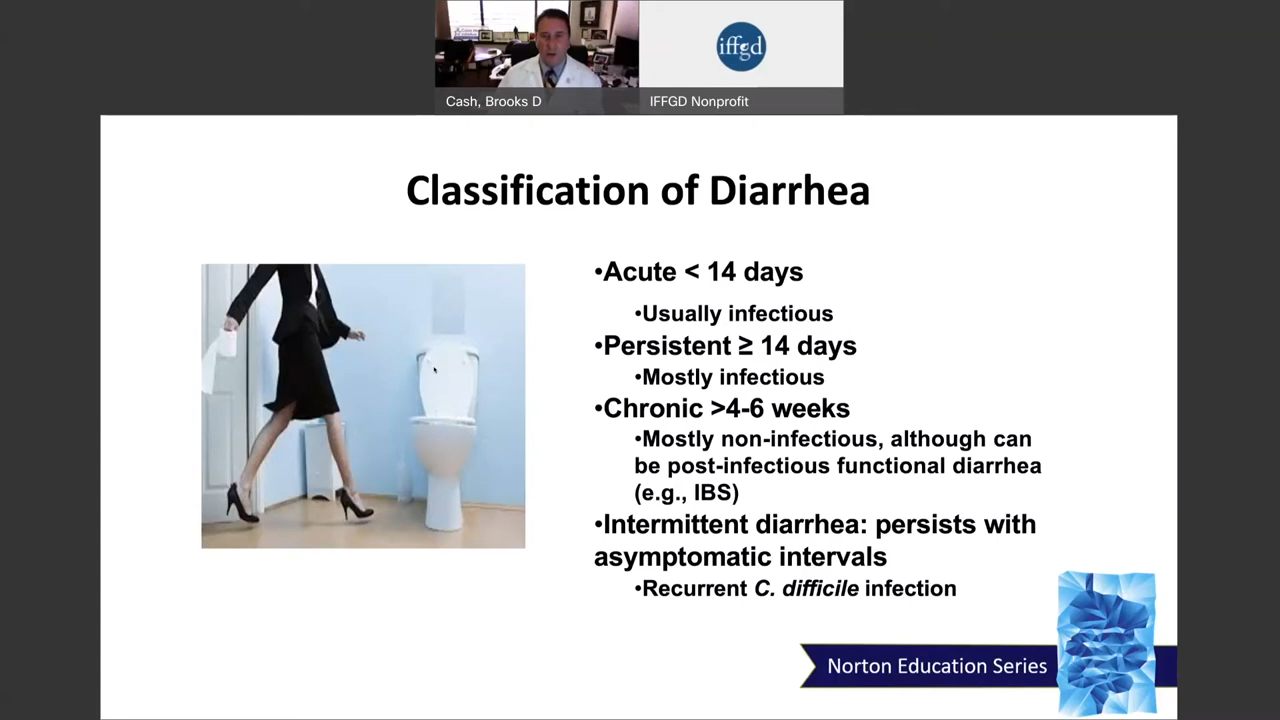 iffgd
Cash, Brooks D
IFFGD Nonprofit
Classification of Diarrhea
•Acute < 14 days
•Usually infectious
•Persistent ≥ 14 days
•Mostly infectious
•Chronic >4-6 weeks
•Mostly non-infectious, although can
be post-infectious functional diarrhea
(e.g., IBS)
•Intermittent diarrhea: persists with
asymptomatic intervals
•Recurrent C. difficile infection
Norton Education Series